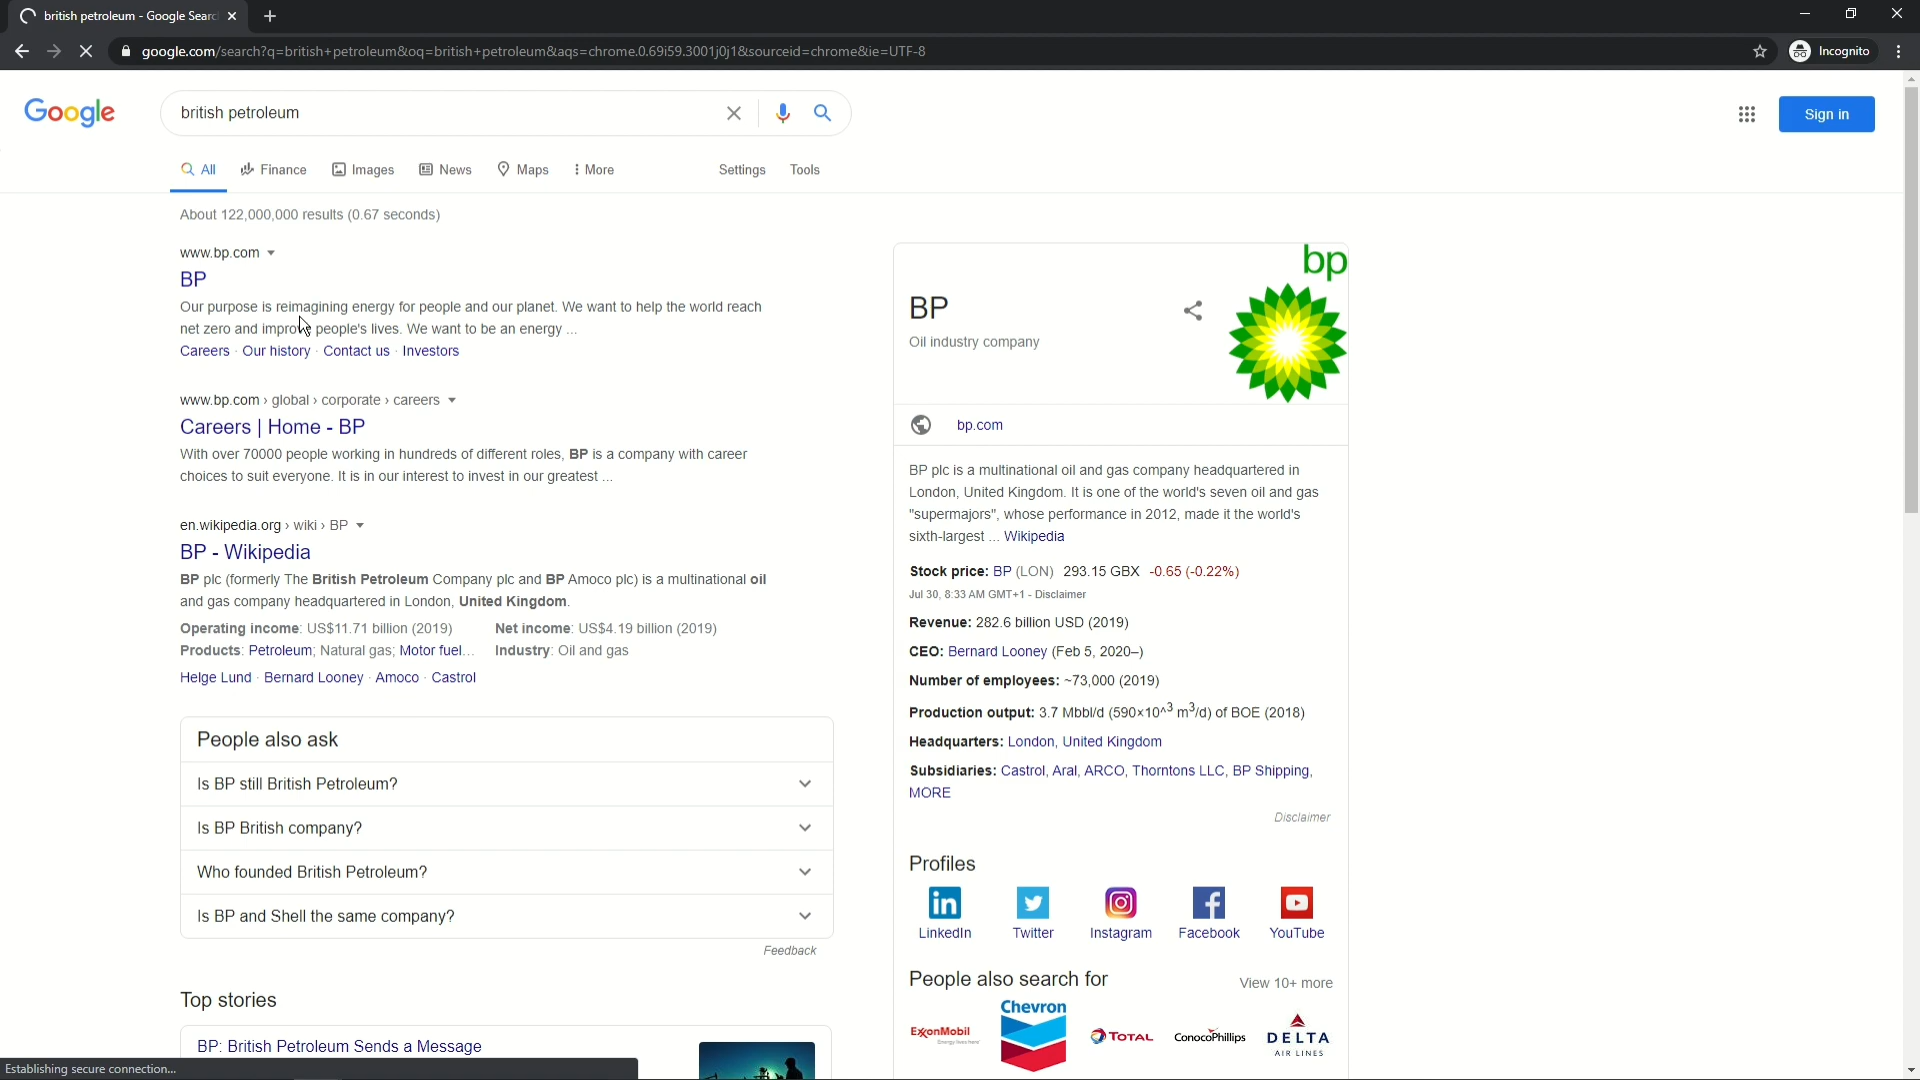 british petroleum - Google Searc
google.com/search?q=british+petroleum&oq=british+petroleum&aqs=chrome.0.69i59.3001j0j1&sourceid=chrome&ie=UTF-8
Incognito
Google
british petroleum
Sign in
All
Finance
Images
News
Maps
More
Settings
Tools
About 122,000,000 results (0.67 seconds)
www.bp.com
BP
Our purpose is reimagining energy for people and our planet. We want to help the world reach
net zero and improve people's lives. We want to be an energy ...
Careers · Our history · Contact us · Investors
www.bp.com › global › corporate › careers
Careers | Home - BP
With over 70000 people working in hundreds of different roles, BP is a company with career
choices to suit everyone. It is in our interest to invest in our greatest ...
en.wikipedia.org › wiki › BP
BP - Wikipedia
BP plc (formerly The British Petroleum Company plc and BP Amoco plc) is a multinational oil
and gas company headquartered in London, United Kingdom.
Operating income: US$11.71 billion (2019) Net income: US$4.19 billion (2019)
Products: Petroleum; Natural gas; Motor fuel... Industry: Oil and gas
Helge Lund · Bernard Looney · Amoco · Castrol
People also ask
Is BP still British Petroleum?
Is BP British company?
Who founded British Petroleum?
Is BP and Shell the same company?
Feedback
Top stories
BP: British Petroleum Sends a Message
Establishing secure connection...
bp
BP
Oil industry company
bp.com
BP plc is a multinational oil and gas company headquartered in
London, United Kingdom. It is one of the world's seven oil and gas
"supermajors", whose performance in 2012, made it the world's
sixth-largest ... Wikipedia
Stock price: BP (LON) 293.15 GBX -0.65 (-0.22%)
Jul 30, 8:33 AM GMT+1 - Disclaimer
Revenue: 282.6 billion USD (2019)
CEO: Bernard Looney (Feb 5, 2020–)
Number of employees: ~73,000 (2019)
Production output: 3.7 Mbbl/d (590×10^3 m3/d) of BOE (2018)
Headquarters: London, United Kingdom
Subsidiaries: Castrol, Aral, ARCO, Thorntons LLC, BP Shipping,
MORE
Disclaimer
Profiles
LinkedIn
Twitter
Instagram
Facebook
YouTube
People also search for
View 10+ more
ExxonMobil
Chevron
TOTAL
ConocoPhillips
DELTA
AIR LINES